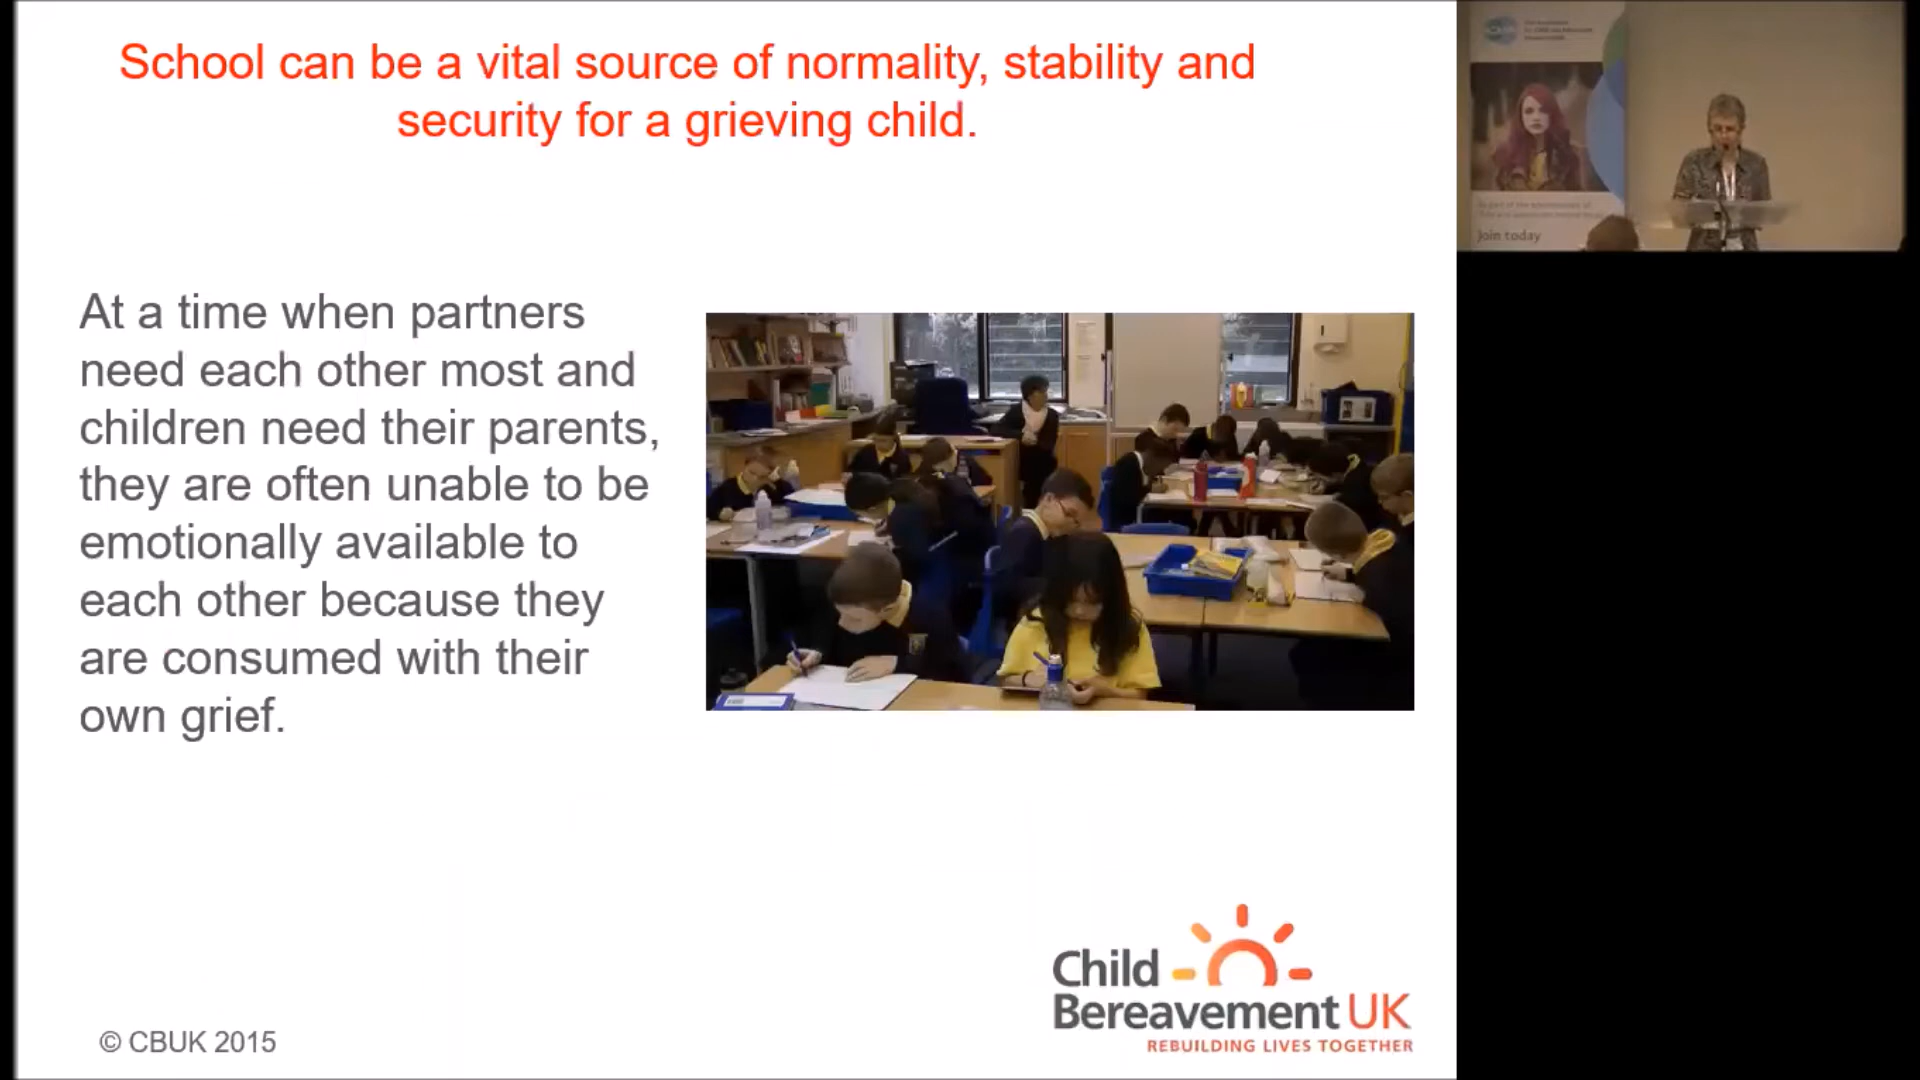 School can be a vital source of normality, stability and
security for a grieving child.
At a time when partners
need each other most and
children need their parents,
they are often unable to be
emotionally available to
each other because they
are consumed with their
own grief.
Child
Bereavement UK
REBUILDING LIVES TOGETHER
© CBUK 2015
Join today